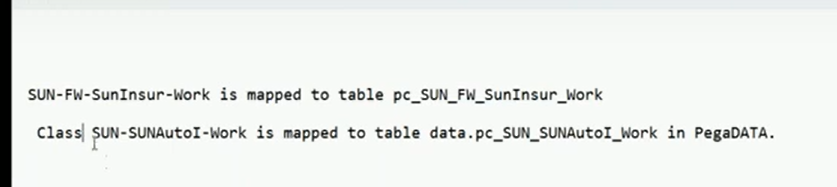 SUN-FW-SunInsur-Work is mapped to table pc_SUN_FW_SunInsur_Work
Class SUN-SUNAutoI-Work is mapped to table data.pc_SUN_SUNAutoI_Work in PegaDATA.